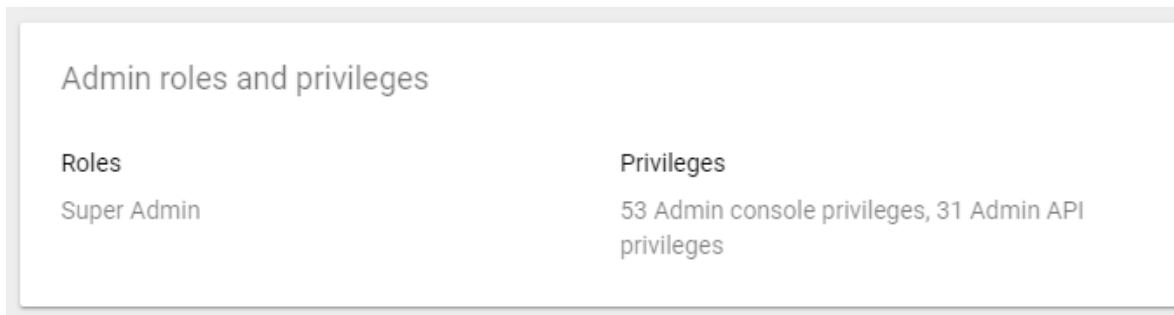 Admin roles and privileges
Roles
Super Admin
Privileges
53 Admin console privileges, 31 Admin API
privileges